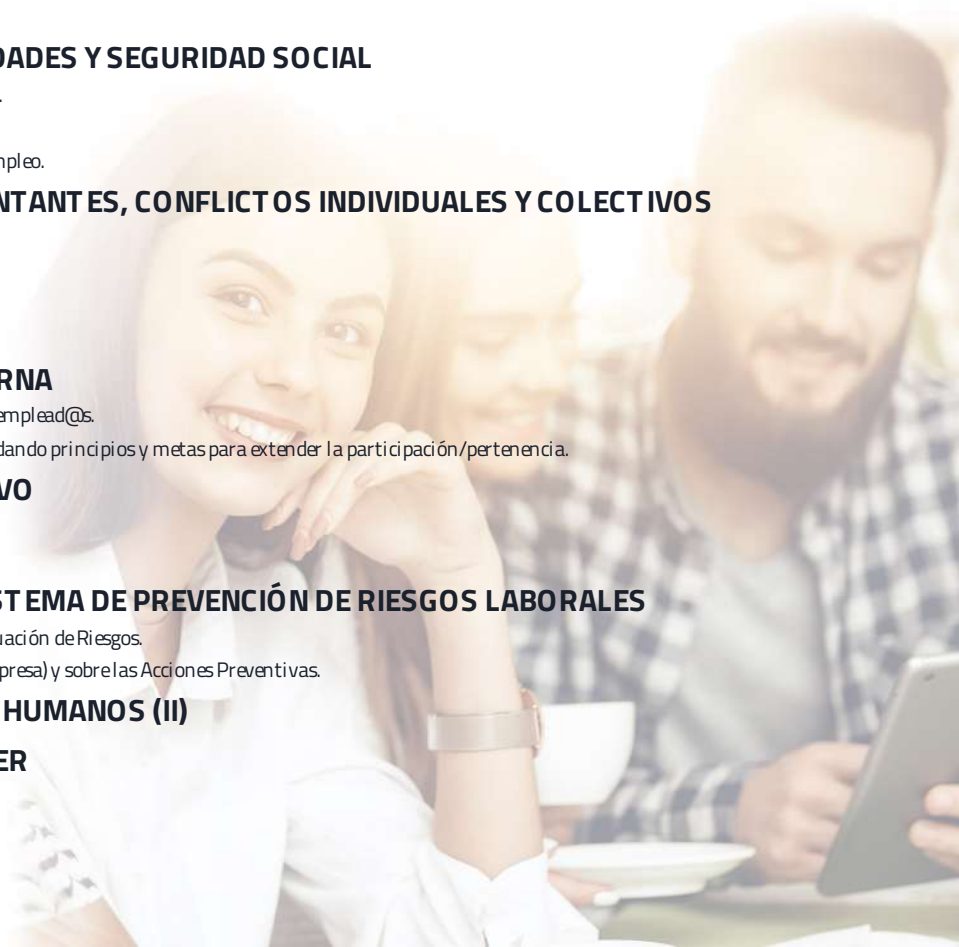 DADES Y SEGURIDAD SOCIAL
.
mpleo.
NTANTES, CONFLICTOS INDIVIDUALES Y COLECTIVOS
RNA
emplead@s.
dando principios y metas para extender la participación/pertenencia.
VO
STEMA DE PREVENCIÓN DE RIESGOS LABORALES
uación de Riesgos.
presa) y sobre las Acciones Preventivas.
HUMANOS (II)
ER